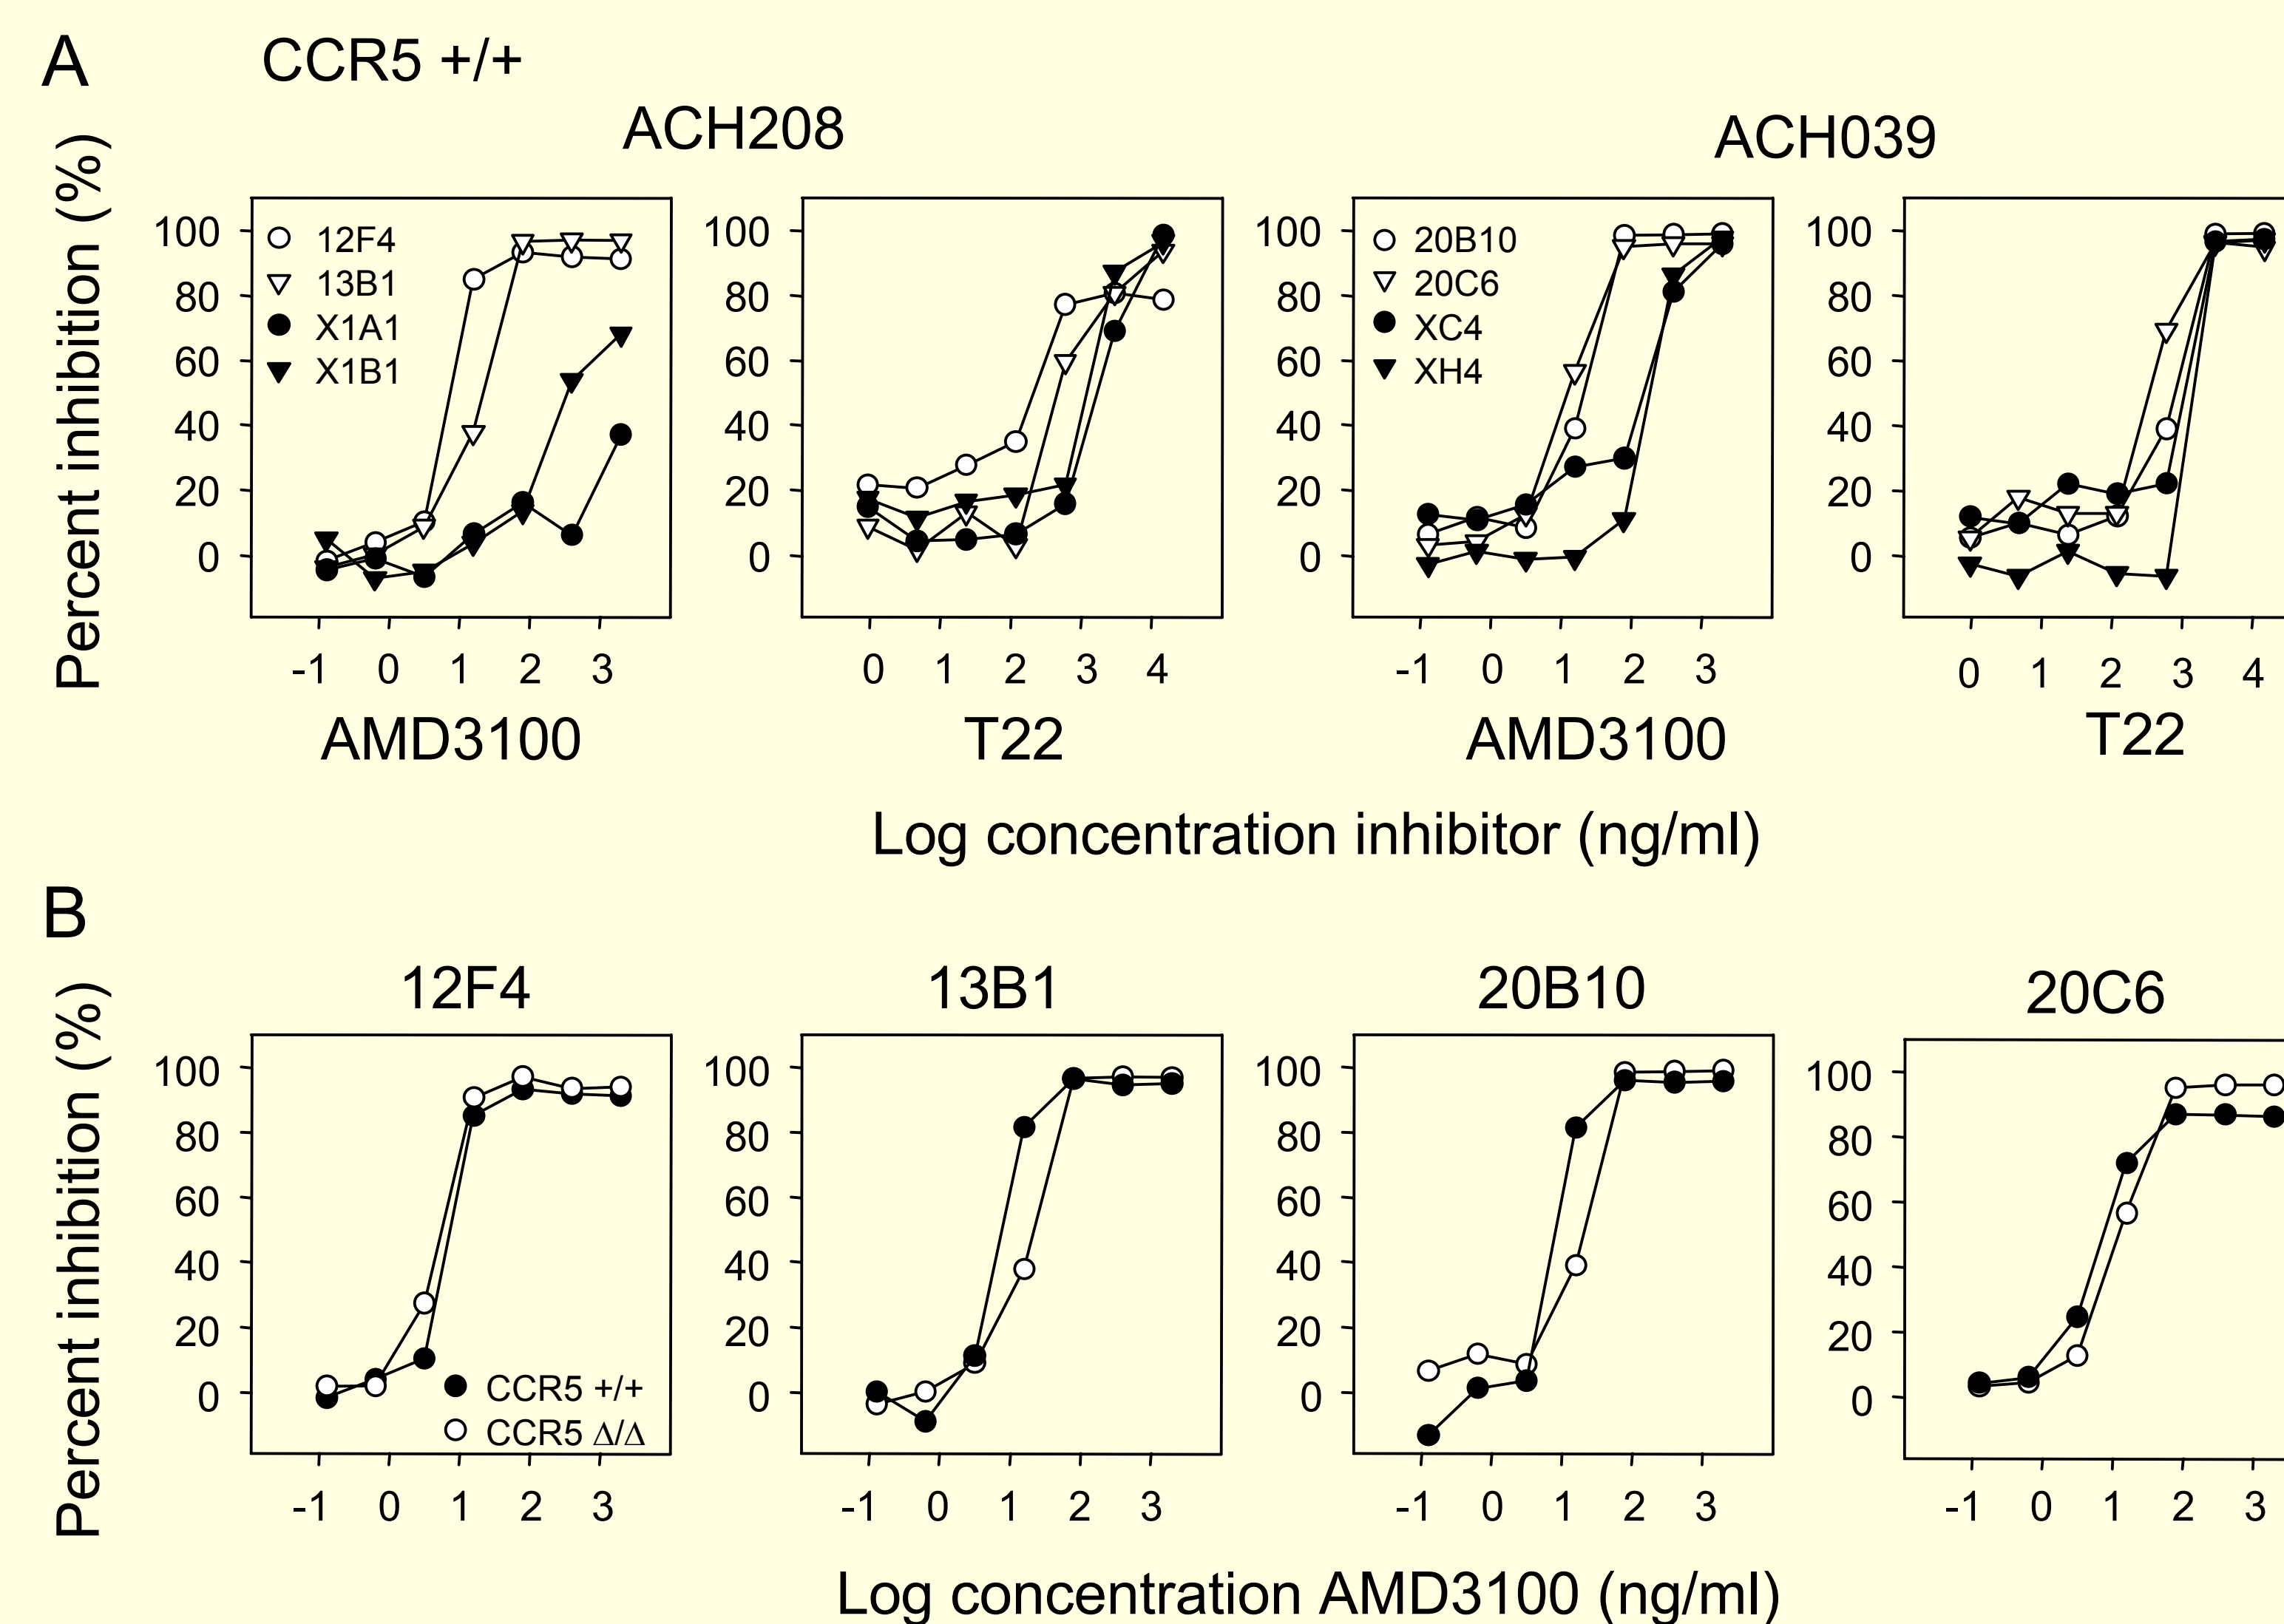 A
CCR5 +/+
ACH208
ACH039
Percent inhibition (%)
100
80
60
40
20
0
12F4
13B1
X1A1
X1B1
-1 0 1 2 3
AMD3100
100
80
60
40
20
0
0 1 2 3 4
T22
100
80
60
40
20
0
20B10
20C6
XC4
XH4
-1 0 1 2 3
AMD3100
100
80
60
40
20
0
0 1 2 3 4
T22
Log concentration inhibitor (ng/ml)
B
Percent inhibition (%)
12F4
100
80
60
40
20
0
CCR5 +/+
CCR5 Δ/Δ
-1 0 1 2 3
13B1
100
80
60
40
20
0
-1 0 1 2 3
20B10
100
80
60
40
20
0
-1 0 1 2 3
20C6
100
80
60
40
20
0
-1 0 1 2 3
Log concentration AMD3100 (ng/ml)